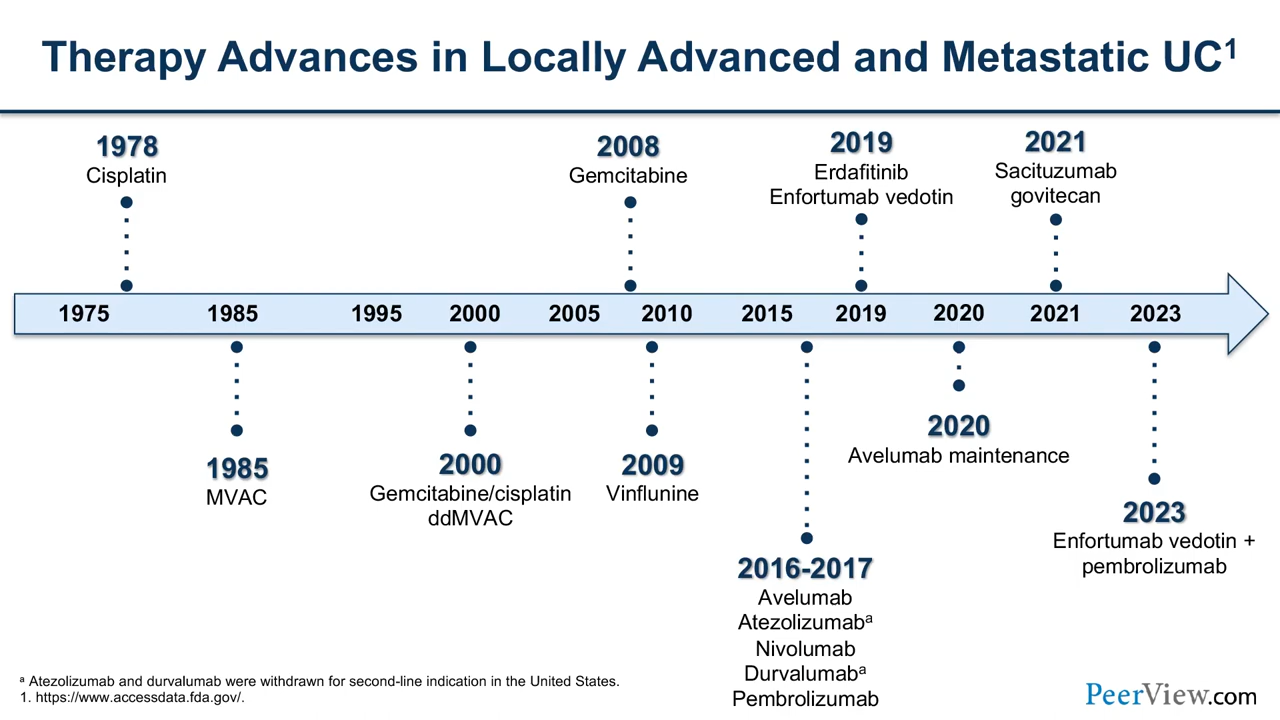 Therapy Advances in Locally Advanced and Metastatic UC¹
1978
Cisplatin
2008
Gemcitabine
2019
Erdafitinib
Enfortumab vedotin
2021
Sacituzumab
govitecan
1975 1985 1995 2000 2005 2010 2015 2019 2020 2021 2023
1985
MVAC
2000
Gemcitabine/cisplatin
ddMVAC
2009
Vinflunine
2016-2017
Avelumab
Atezolizumabᵃ
Nivolumab
Durvalumabᵃ
Pembrolizumab
2020
Avelumab maintenance
2023
Enfortumab vedotin +
pembrolizumab
ᵃ Atezolizumab and durvalumab were withdrawn for second-line indication in the United States.
1. https://www.accessdata.fda.gov/.
PeerView.com